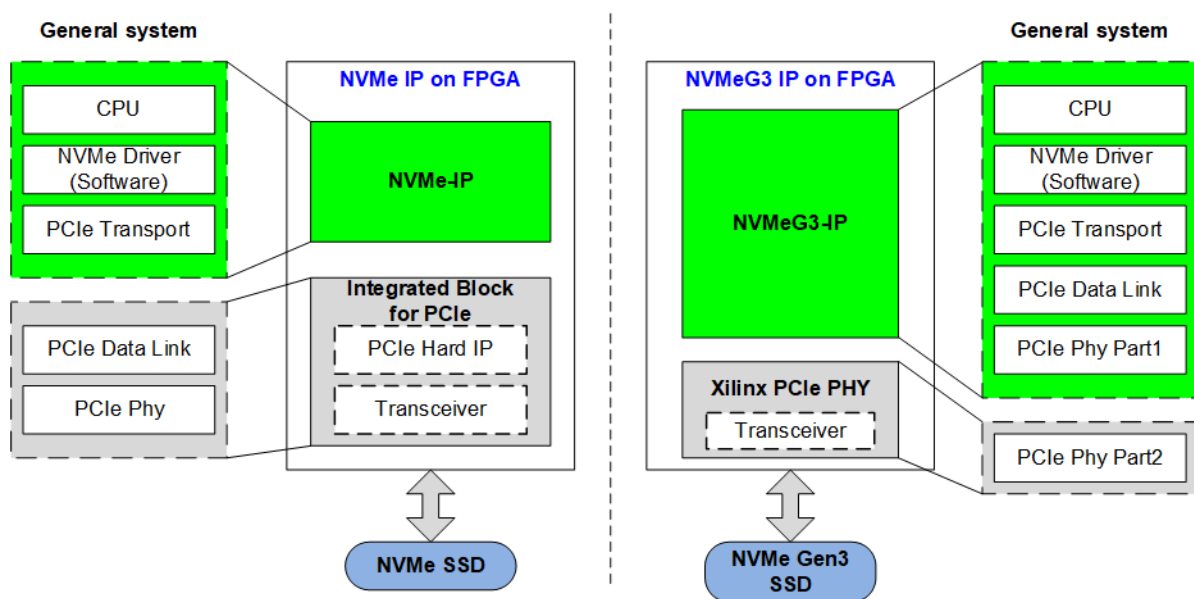 General system
CPU
NVMe Driver
(Software)
PCIe Transport
PCIe Data Link
PCIe Phy
NVMe IP on FPGA
NVMe-IP
Integrated Block
for PCIe
PCIe Hard IP
Transceiver
NVMe SSD
NVMeG3 IP on FPGA
NVMeG3-IP
Xilinx PCIe PHY
Transceiver
NVMe Gen3
SSD
General system
CPU
NVMe Driver
(Software)
PCIe Transport
PCIe Data Link
PCIe Phy Part1
PCIe Phy Part2